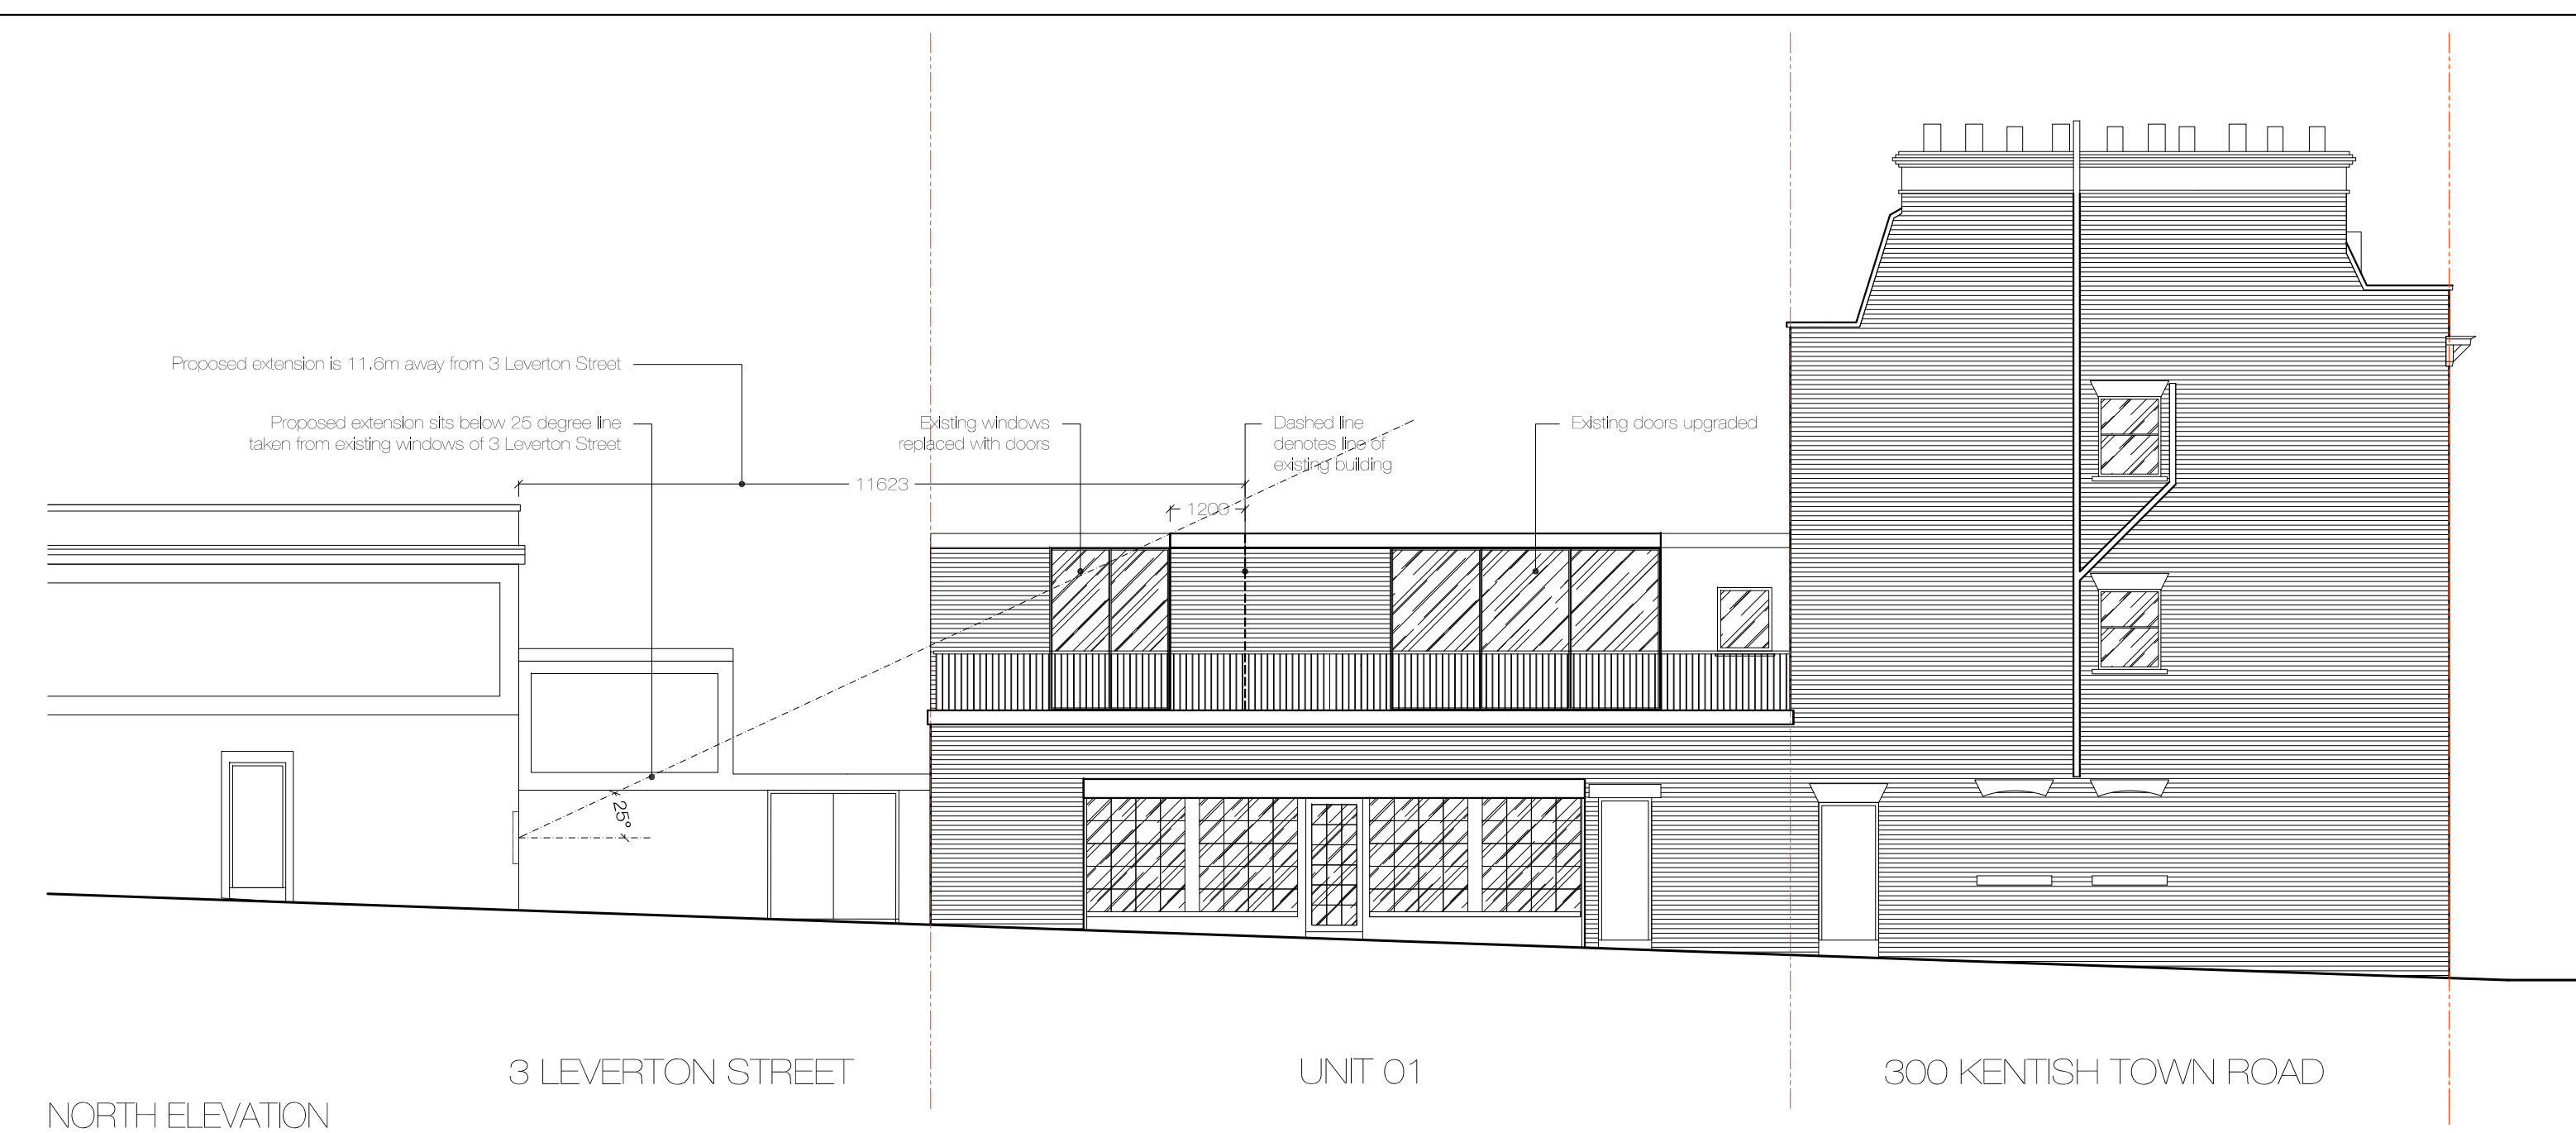 Proposed extension is 11.6m away from 3 Leverton Street
Proposed extension sits below 25 degree line
taken from existing windows of 3 Leverton Street
Existing windows
replaced with doors
Dashed line
denotes line of
existing building
Existing doors upgraded
11623
1200
25°
3 LEVERTON STREET
UNIT 01
300 KENTISH TOWN ROAD
NORTH ELEVATION